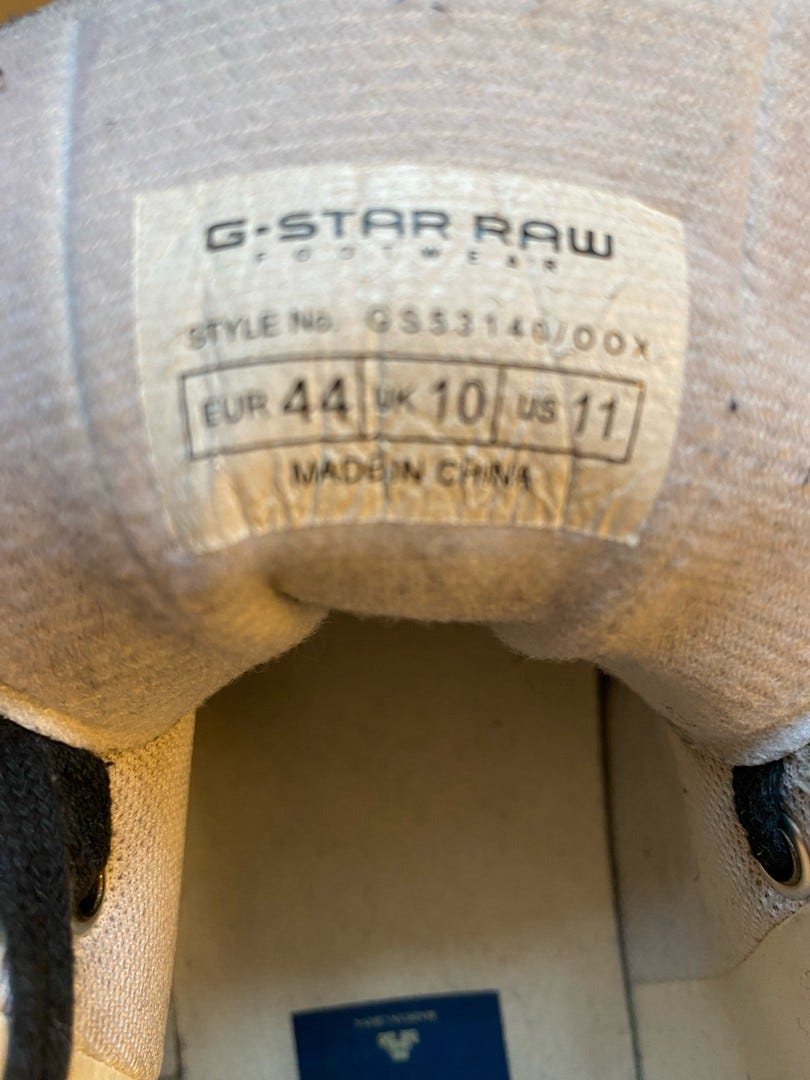 G-STAR RAW
FOOTWEAR
STYLE No. GS53140/00X
EUR 44 UK 10 US 11
MADE IN CHINA